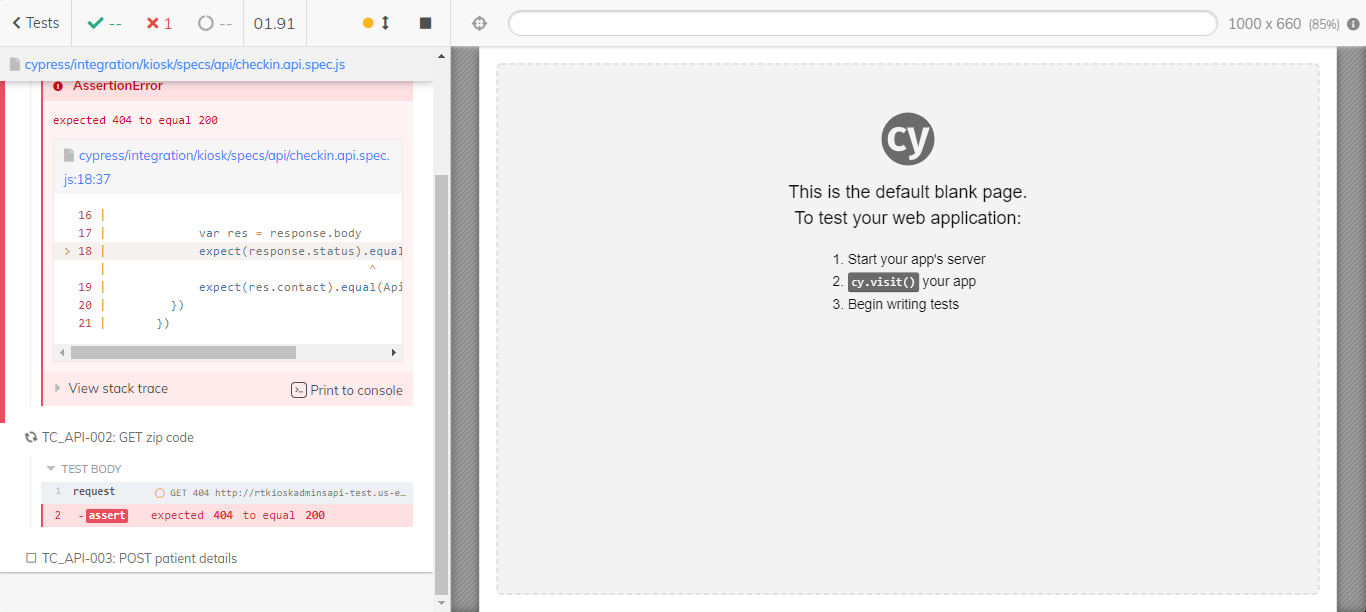 Tests
--
1
--
01.91
1000 x 660 (85%)
cypress/integration/kiosk/specs/api/checkin.api.spec.js
AssertionError
expected 404 to equal 200
cypress/integration/kiosk/specs/api/checkin.api.spec.
js:18:37
16 |
17 | var res = response.body
> 18 | expect(response.status).equal
| ^
19 | expect(res.contact).equal(Api
20 | })
21 | })
View stack trace
Print to console
TC_API-002: GET zip code
TEST BODY
1 request GET 404 http://rtkioskadminsapi-test.us-e…
2 -assert expected 404 to equal 200
TC_API-003: POST patient details
cy
This is the default blank page.
To test your web application:
1. Start your app's server
2. cy.visit() your app
3. Begin writing tests